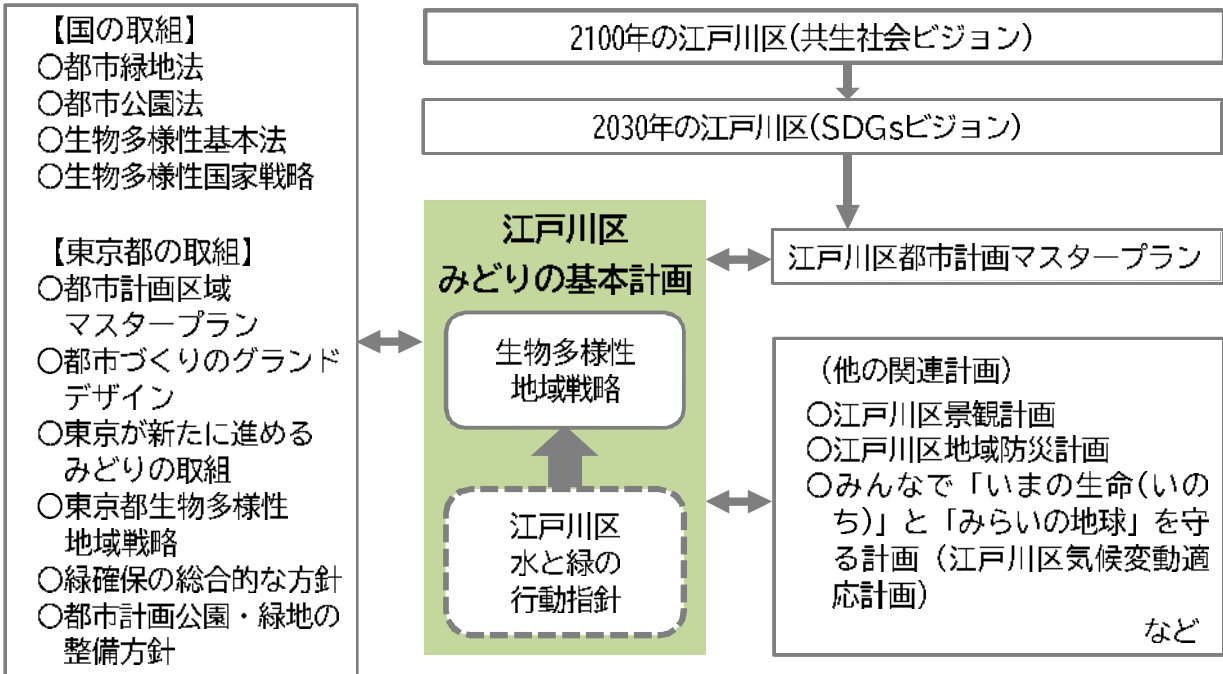 【国の取組】
○都市緑地法
○都市公園法
○生物多様性基本法
○生物多様性国家戦略
【東京都の取組】
○都市計画区域
マスタープラン
○都市づくりのグランド
デザイン
○東京が新たに進める
みどりの取組
○東京都生物多様性
地域戦略
○緑確保の総合的な方針
○都市計画公園・緑地の
整備方針
2100年の江戸川区(共生社会ビジョン)
2030年の江戸川区(SDGsビジョン)
江戸川区
みどりの基本計画
生物多様性
地域戦略
江戸川区
水と緑の
行動指針
江戸川区都市計画マスタープラン
(他の関連計画)
○江戸川区景観計画
○江戸川区地域防災計画
○みんなで「いまの生命(いの
ち)」と「みらいの地球」を守
る計画(江戸川区気候変動適
応計画)
など